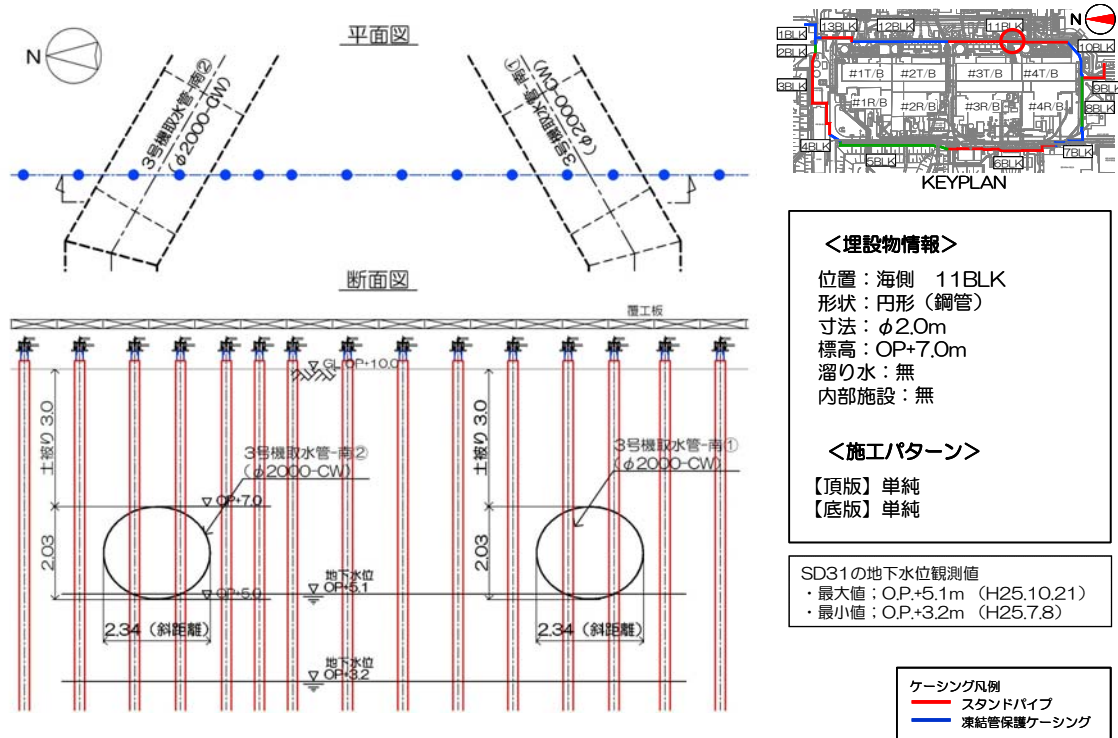 平面図
N
3号機取水管-南②
(φ2000-CW)
3号機取水管-南①
(φ2000-CW)
断面図
覆工板
GL OP+10.0
土被り 3.0
土被り 3.0
3号機取水管-南②
(φ2000-CW)
3号機取水管-南①
(φ2000-CW)
OP+7.0
2.03
2.03
地下水位
OP+5.1
地下水位
OP+5.1
OP+5.0
2.34（斜距離）
2.34（斜距離）
地下水位
OP+3.2
N
1BLK
13BLK
12BLK
11BLK
10BLK
2BLK
3BLK
#1T/B
#2T/B
#3T/B
#4T/B
9BLK
#1R/B
#2R/B
#3R/B
#4R/B
8BLK
4BLK
5BLK
6BLK
7BLK
KEYPLAN
＜埋設物情報＞
位置：海側 11BLK
形状：円形（鋼管）
寸法：φ2.0m
標高：OP+7.0m
溜り水：無
内部施設：無
＜施工パターン＞
【頂版】単純
【底版】単純
SD31の地下水位観測値
・最大値；O.P.+5.1m （H25.10.21）
・最小値；O.P.+3.2m （H25.7.8）
ケーシング凡例
スタンドパイプ
凍結管保護ケーシング